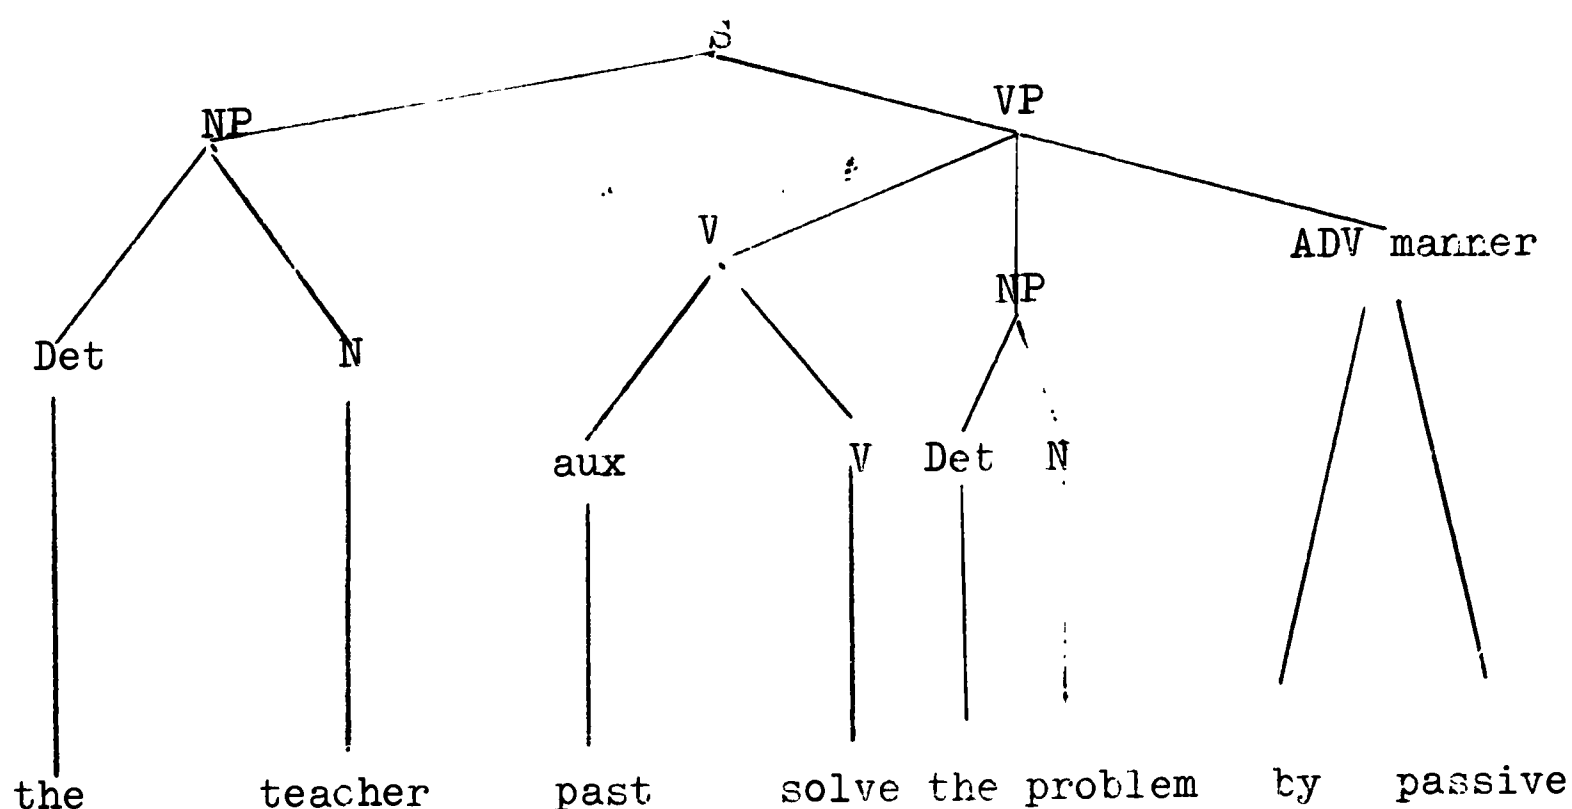 S
NP VP
V ADV manner
NP
Det N
aux V Det N
the teacher past solve the problem by passive